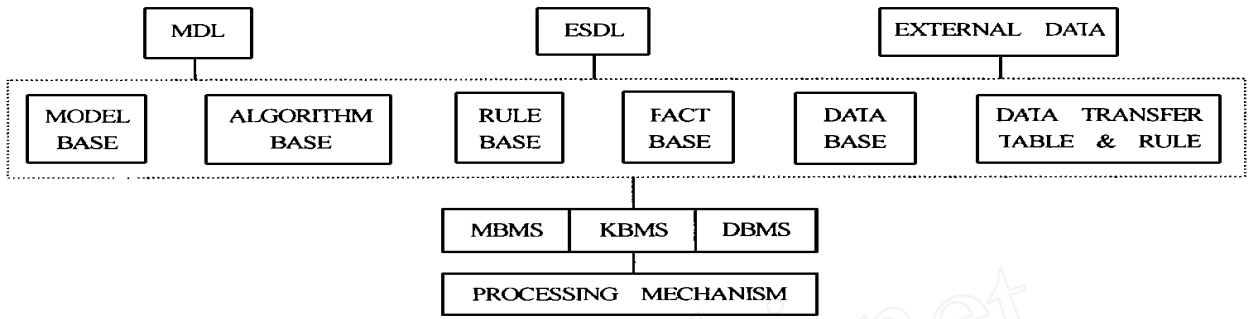 MDL
ESDL
EXTERNAL DATA
MODEL
BASE
ALGORITHM
BASE
RULE
BASE
FACT
BASE
DATA
BASE
DATA TRANSFER
TABLE & RULE
MBMS
KBMS
DBMS
PROCESSING MECHANISM